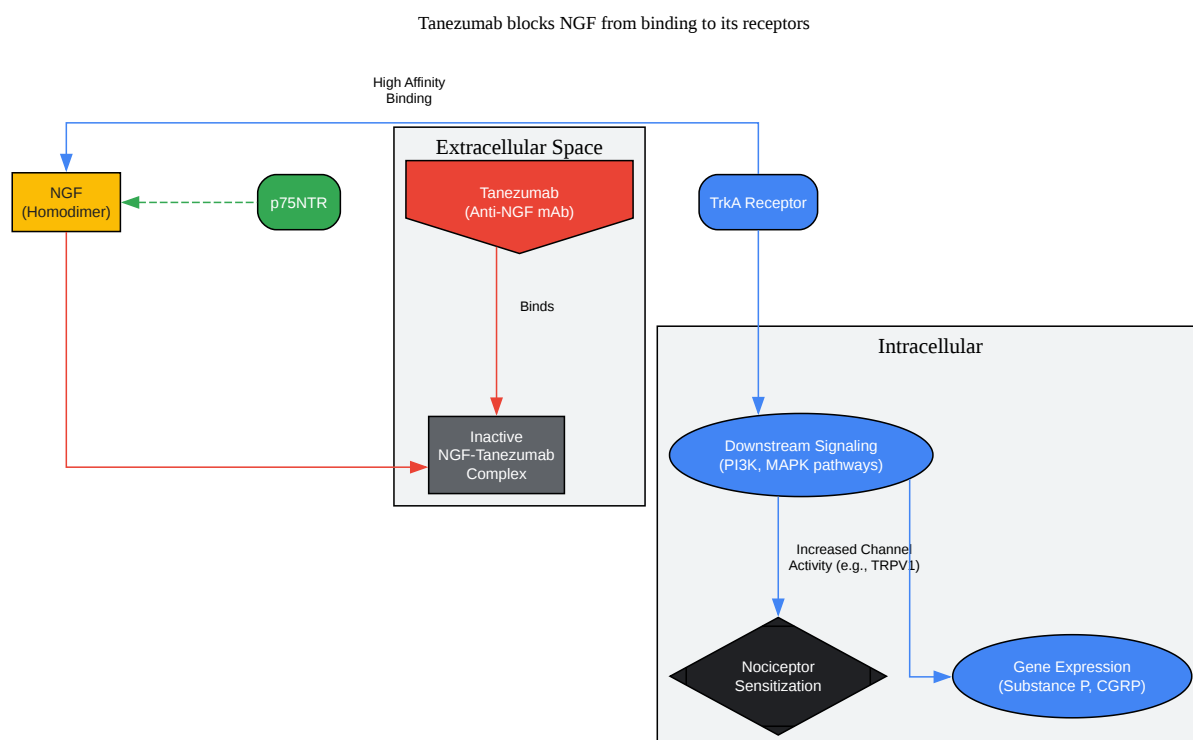 Tanezumab blocks NGF from binding to its receptors
High Affinity
Binding
Extracellular Space
NGF
(Homodimer)
p75NTR
Tanezumab
(Anti-NGF mAb)
TrkA Receptor
Binds
Intracellular
Inactive
NGF-Tanezumab
Complex
Downstream Signaling
(PI3K, MAPK pathways)
Increased Channel
Activity (e.g., TRPV1)
Nociceptor
Sensitization
Gene Expression
(Substance P, CGRP)